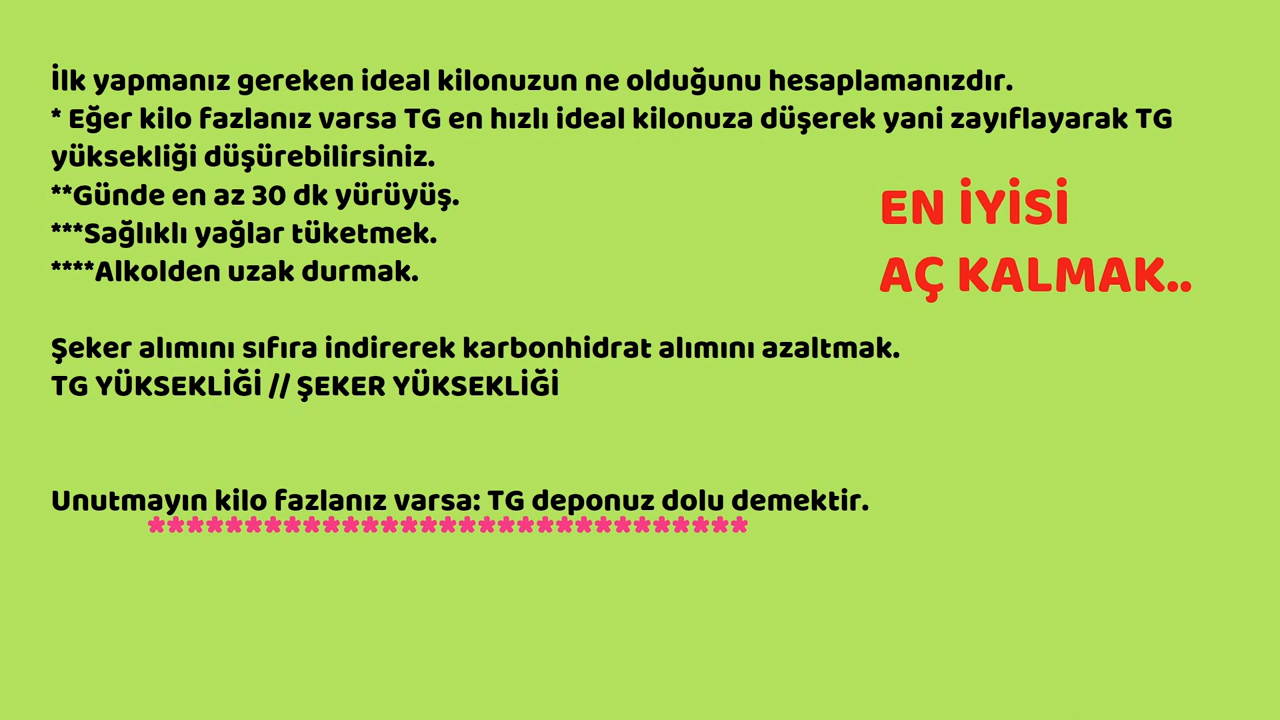 İlk yapmanız gereken ideal kilonuzun ne olduğunu hesaplamanızdır.
* Eğer kilo fazlanız varsa TG en hızlı ideal kilonuza düşerek yani zayıflayarak TG
yüksekliği düşürebilirsiniz.
**Günde en az 30 dk yürüyüş.
***Sağlıklı yağlar tüketmek.
****Alkolden uzak durmak.
EN İYİSİ
AÇ KALMAK..
Şeker alımını sıfıra indirerek karbonhidrat alımını azaltmak.
TG YÜKSEKLİĞİ // ŞEKER YÜKSEKLİĞİ
Unutmayın kilo fazlanız varsa: TG deponuz dolu demektir.
*******************************